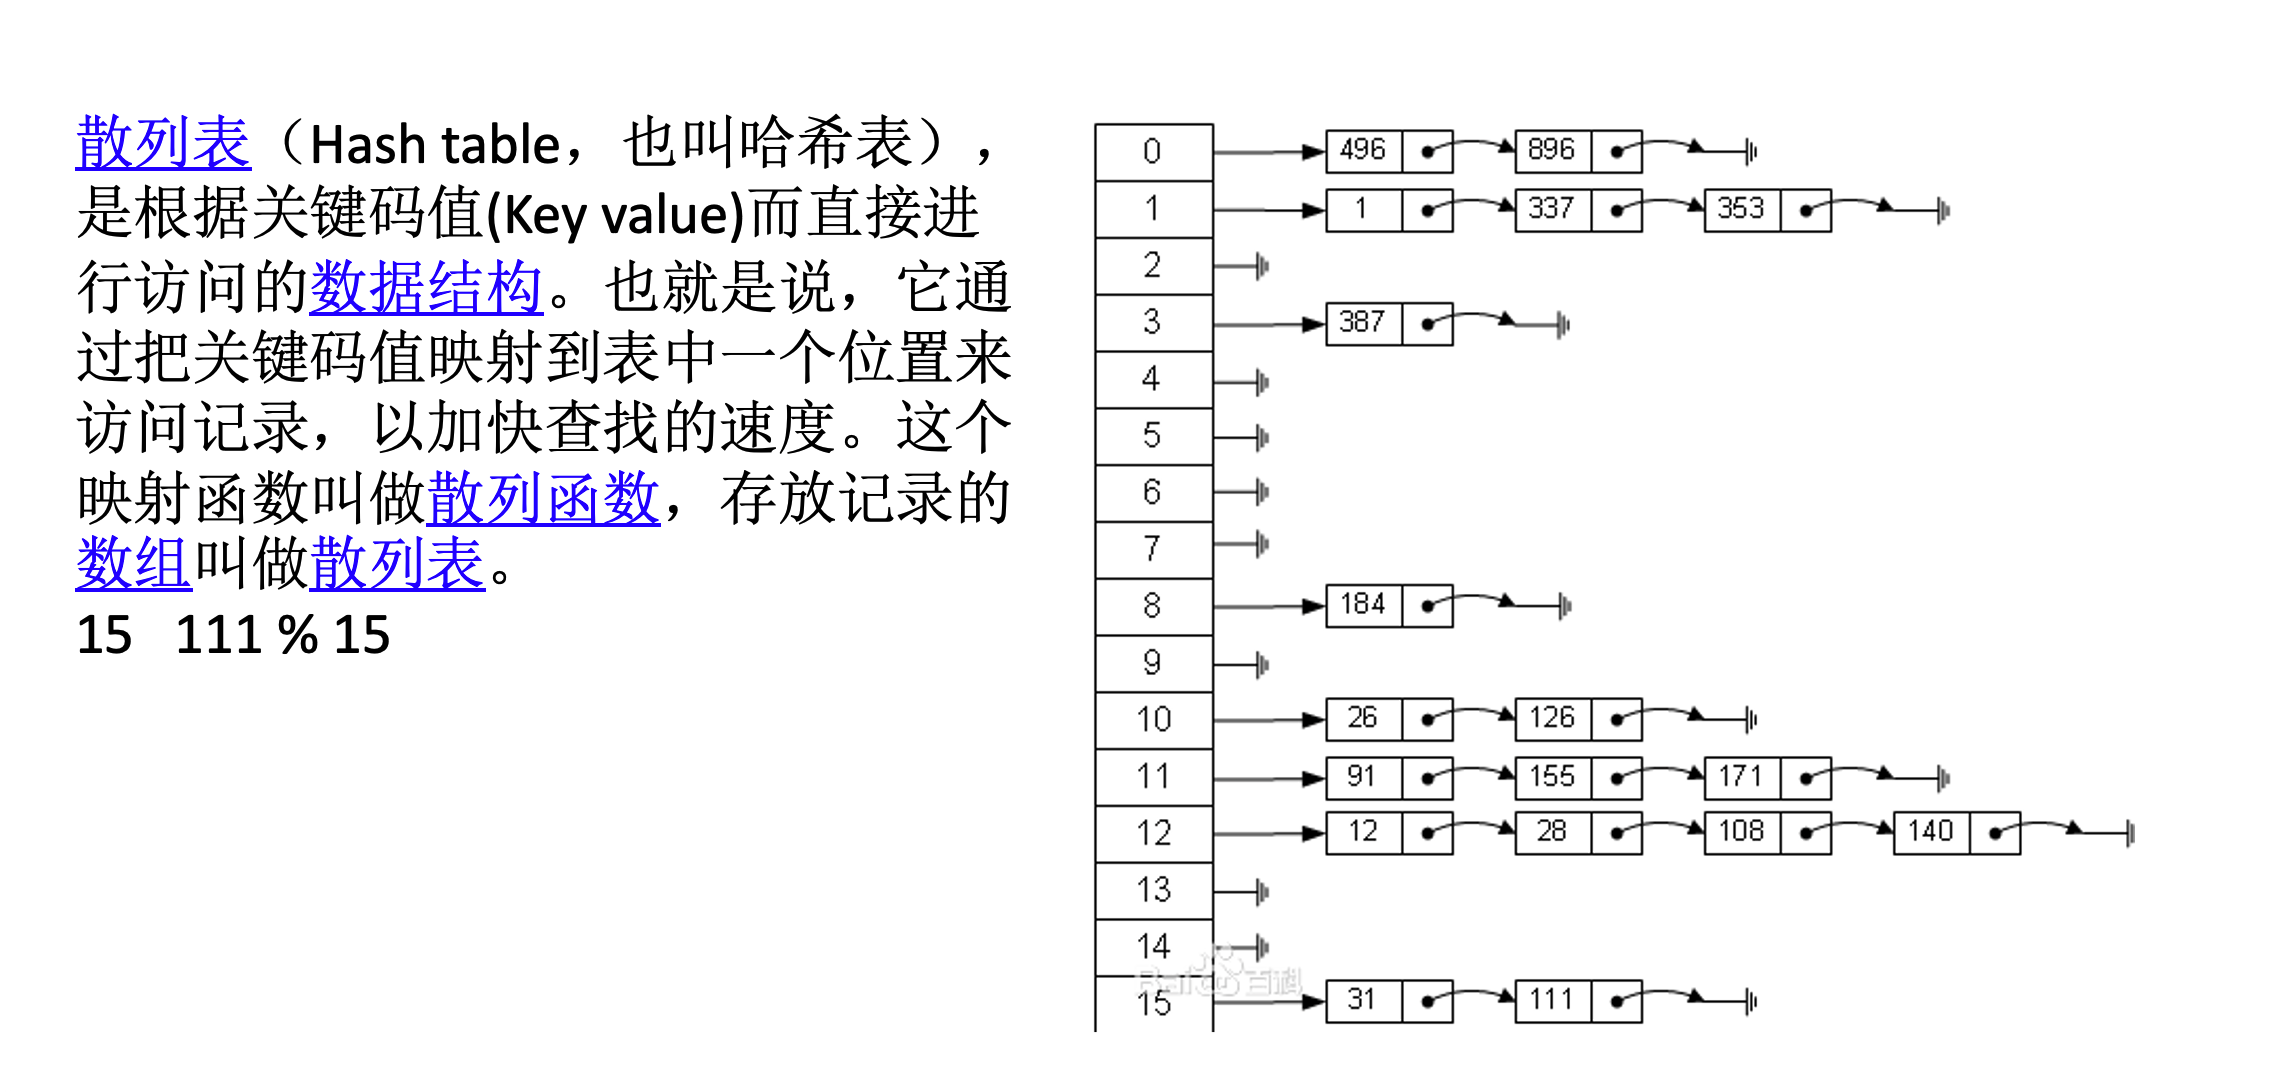 散列表（Hash table，也叫哈希表），
是根据关键码值(Key value)而直接进
行访问的数据结构。也就是说，它通
过把关键码值映射到表中一个位置来
访问记录，以加快查找的速度。这个
映射函数叫做散列函数，存放记录的
数组叫做散列表。
15 111 % 15
0 496 896
1 1 337 353
2
3 387
4
5
6
7
8 184
9
10 26 126
11 91 155 171
12 12 28 108 140
13
14
Bai 百科
15 31 111